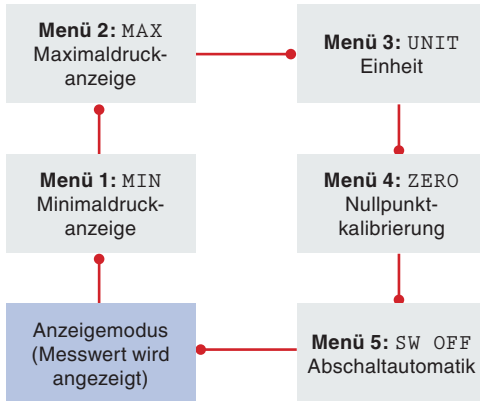 Menü 2: MAX
Maximaldruck-
anzeige
Menü 3: UNIT
Einheit
Menü 1: MIN
Minimaldruck-
anzeige
Menü 4: ZERO
Nullpunkt-
kalibrierung
Anzeigemodus
(Messwert wird
angezeigt)
Menü 5: SW OFF
Abschaltautomatik